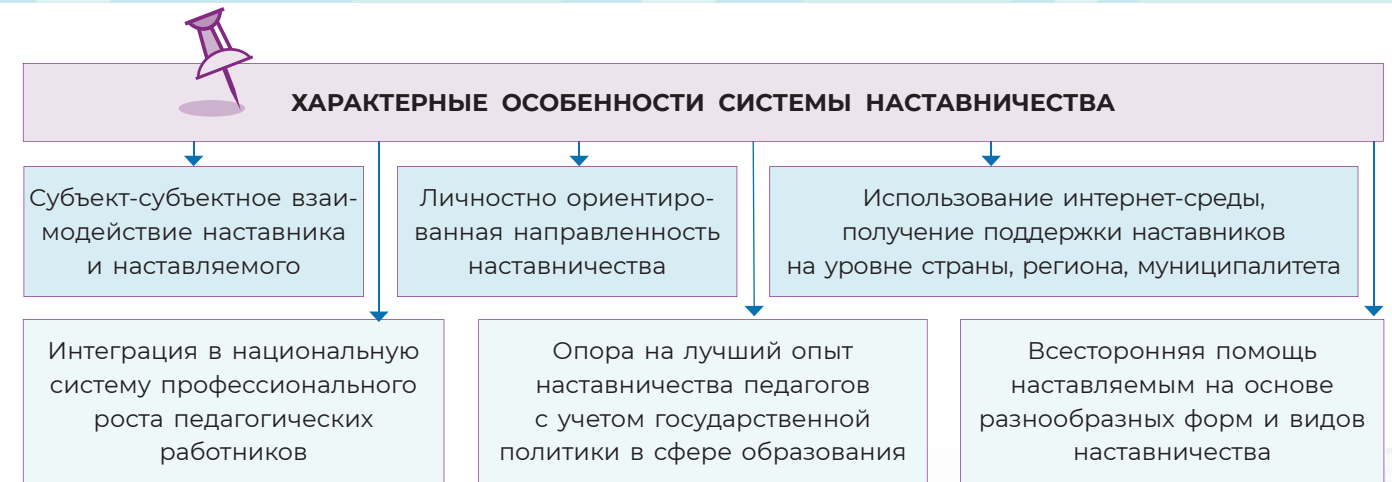 ХАРАКТЕРНЫЕ ОСОБЕННОСТИ СИСТЕМЫ НАСТАВНИЧЕСТВА
Субъект-субъектное взаи-
модействие наставника
и наставляемого
Личностно ориентиро-
ванная направленность
наставничества
Использование интернет-среды,
получение поддержки наставников
на уровне страны, региона, муниципалитета
Интеграция в национальную
систему профессионального
роста педагогических
работников
Опора на лучший опыт
наставничества педагогов
с учетом государственной
политики в сфере образования
Всесторонняя помощь
наставляемым на основе
разнообразных форм и видов
наставничества